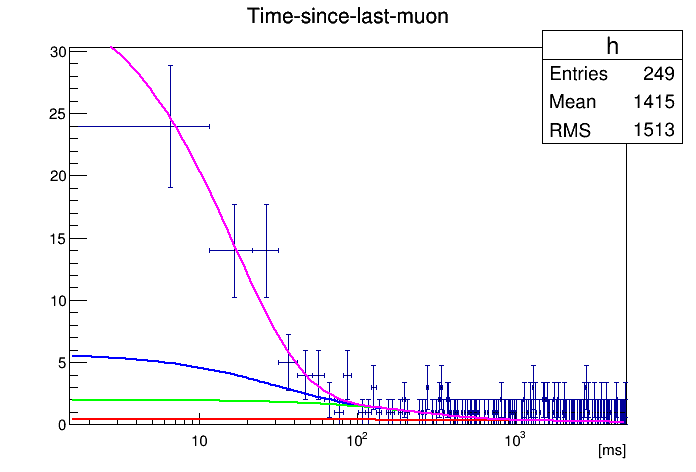 Time-since-last-muon
h
Entries 249
Mean 1415
RMS 1513
30
25
20
15
10
5
0
10 10² 10³
[ms]